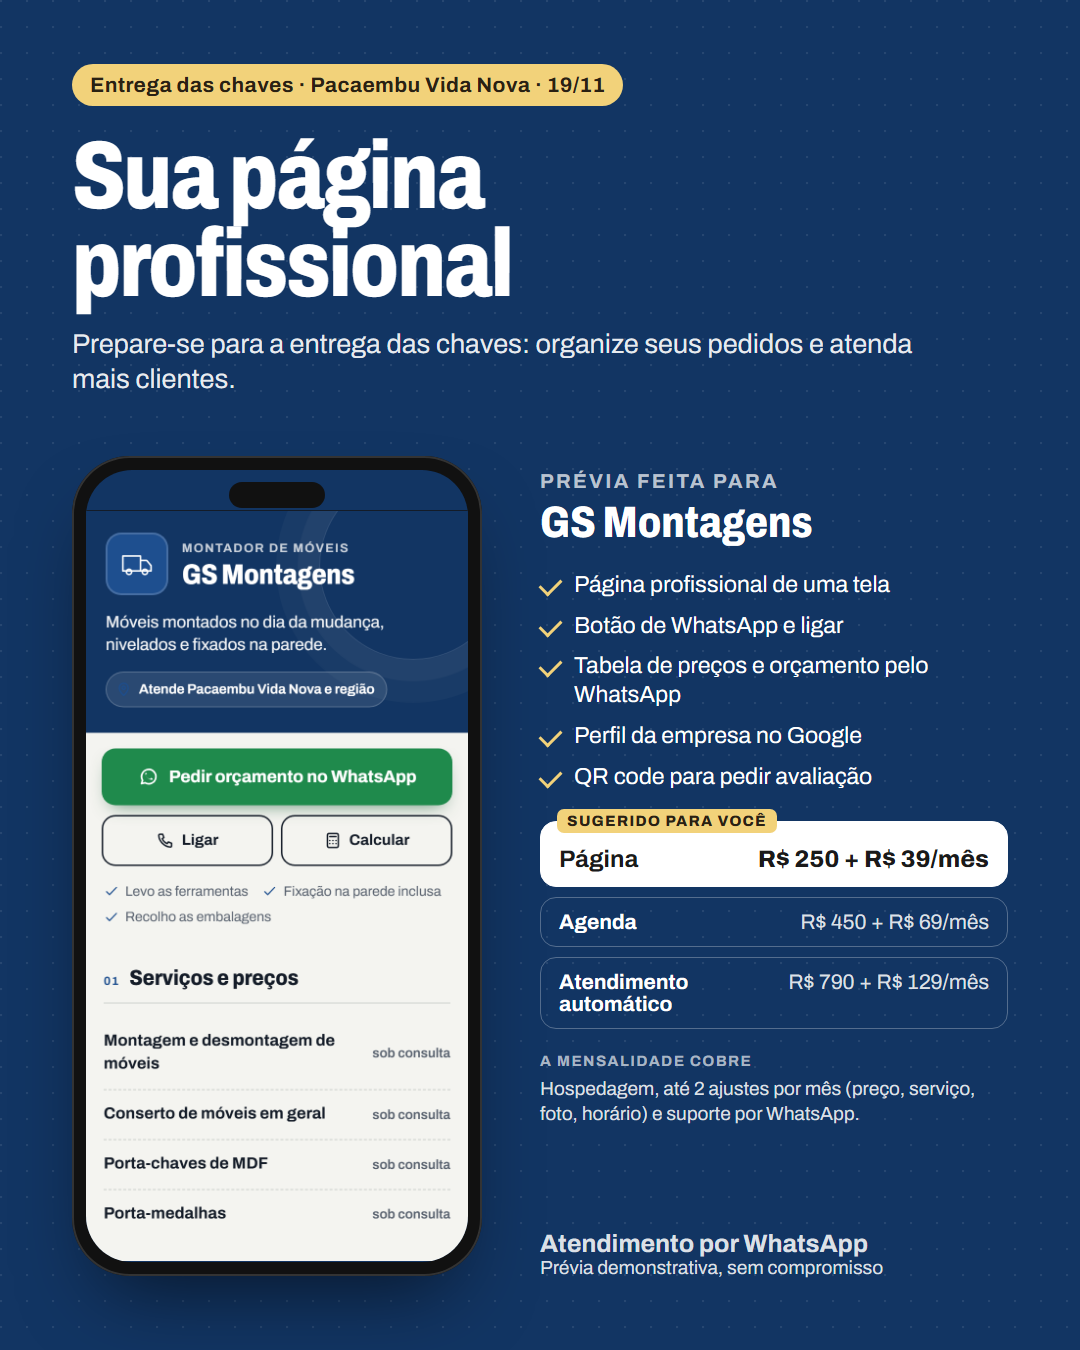 Entrega das chaves · Pacaembu Vida Nova · 19/11
Sua página
profissional
Prepare-se para a entrega das chaves: organize seus pedidos e atenda
mais clientes.
MONTADOR DE MÓVEIS
GS Montagens
Móveis montados no dia da mudança,
nivelados e fixados na parede.
Atende Pacaembu Vida Nova e região
Pedir orçamento no WhatsApp
Ligar
Calcular
Levo as ferramentas
Fixação na parede inclusa
Recolho as embalagens
01 Serviços e preços
Montagem e desmontagem de
móveis
sob consulta
Conserto de móveis em geral
sob consulta
Porta-chaves de MDF
sob consulta
Porta-medalhas
sob consulta
PRÉVIA FEITA PARA
GS Montagens
Página profissional de uma tela
Botão de WhatsApp e ligar
Tabela de preços e orçamento pelo
WhatsApp
Perfil da empresa no Google
QR code para pedir avaliação
SUGERIDO PARA VOCÊ
Página
R$ 250 + R$ 39/mês
Agenda
R$ 450 + R$ 69/mês
Atendimento
automático
R$ 790 + R$ 129/mês
A MENSALIDADE COBRE
Hospedagem, até 2 ajustes por mês (preço, serviço,
foto, horário) e suporte por WhatsApp.
Atendimento por WhatsApp
Prévia demonstrativa, sem compromisso